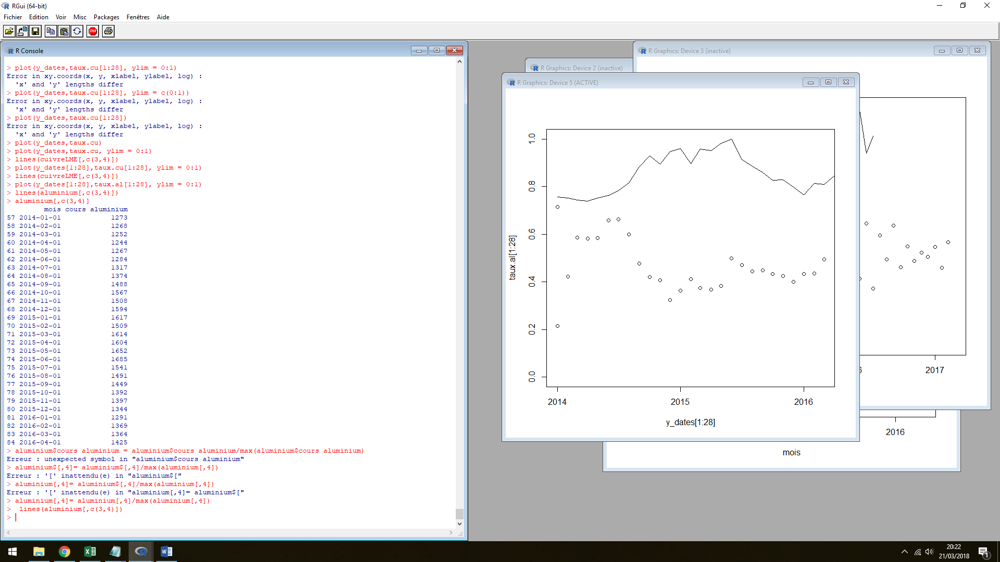 RGui (64-bit)
Fichier Edition Voir Misc Packages Fenêtres Aide
STOP
R Console
> plot(y_dates,taux.cu[1:28], ylim = 0:1)
Error in xy.coords(x, y, xlabel, ylabel, log) :
'x' and 'y' lengths differ
> plot(y_dates,taux.cu[1:28], ylim = c(0:1))
Error in xy.coords(x, y, xlabel, ylabel, log) :
'x' and 'y' lengths differ
> plot(y_dates,taux.cu[1:28])
Error in xy.coords(x, y, xlabel, ylabel, log) :
'x' and 'y' lengths differ
> plot(y_dates,taux.cu)
> plot(y_dates,taux.cu, ylim = 0:1)
> lines(cuivreLME[,c(3,4)])
> plot(y_dates[1:28],taux.cu[1:28], ylim = 0:1)
> lines(cuivreLME[,c(3,4)])
> plot(y_dates[1:28],taux.al[1:28], ylim = 0:1)
> lines(aluminium[,c(3,4)])
> aluminium[,c(3,4)]
mois cours aluminium
57 2014-01-01 1273
58 2014-02-01 1268
59 2014-03-01 1252
60 2014-04-01 1244
61 2014-05-01 1267
62 2014-06-01 1284
63 2014-07-01 1317
64 2014-08-01 1374
65 2014-09-01 1488
66 2014-10-01 1567
67 2014-11-01 1508
68 2014-12-01 1594
69 2015-01-01 1617
70 2015-02-01 1509
71 2015-03-01 1614
72 2015-04-01 1604
73 2015-05-01 1652
74 2015-06-01 1685
75 2015-07-01 1541
76 2015-08-01 1491
77 2015-09-01 1449
78 2015-10-01 1392
79 2015-11-01 1397
80 2015-12-01 1344
81 2016-01-01 1291
82 2016-02-01 1369
83 2016-03-01 1364
84 2016-04-01 1425
> aluminium$cours aluminium = aluminium$cours aluminium/max(aluminium$cours aluminium)
Erreur : unexpected symbol in "aluminium$cours aluminium"
> aluminium$[,4]= aluminium$[,4]/max(aluminium[,4])
Erreur : '[' inattendu(e) in "aluminium$["
> aluminium[,4]= aluminium$[,4]/max(aluminium[,4])
Erreur : '[' inattendu(e) in "aluminium[,4]= aluminium$["
> aluminium[,4]= aluminium[,4]/max(aluminium[,4])
> lines(aluminium[,c(3,4)])
>
R Graphics: Device 3 (inactive)
R Graphics: Device 2 (inactive)
R Graphics: Device 5 (ACTIVE)
1.0
0.8
0.6
0.4
0.2
0.0
taux.al[1:28]
2014 2015 2016
y_dates[1:28]
2017
2016
mois
20:22
21/03/2018
1